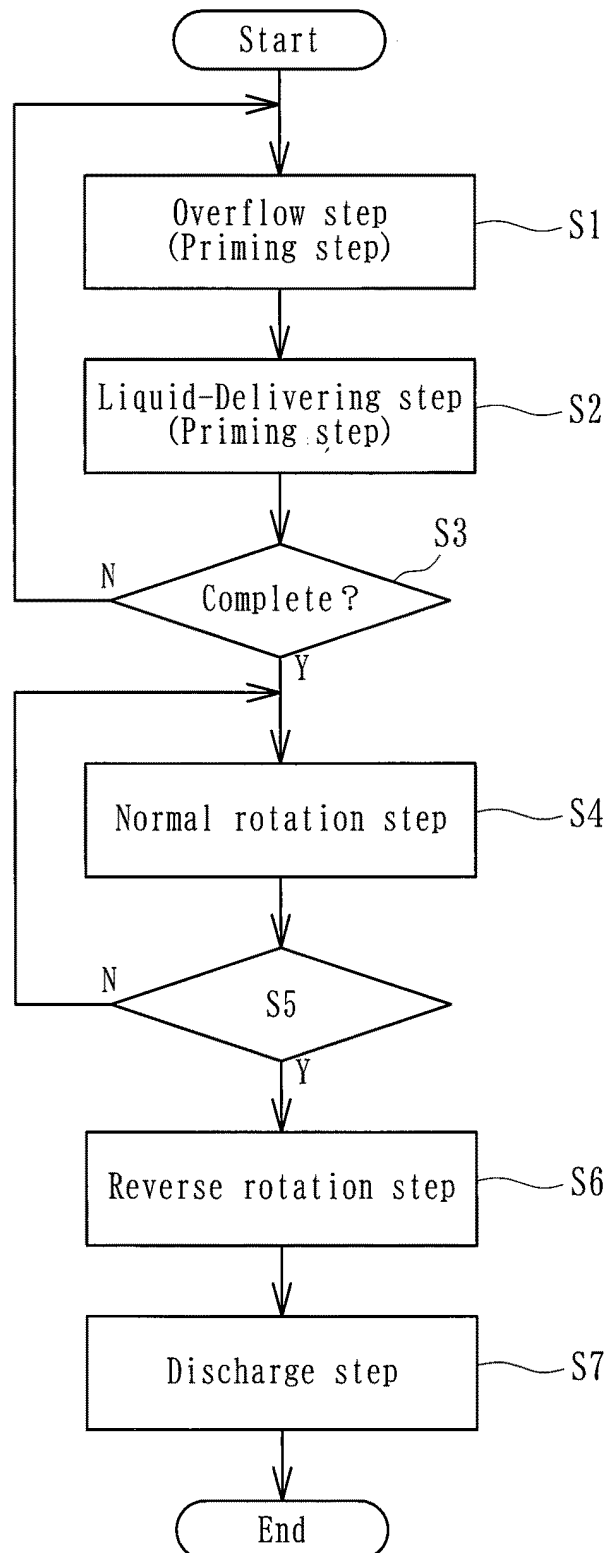 Start
Overflow step
(Priming step)
S1
Liquid-Delivering step
(Priming step)
S2
S3
N
Complete?
Y
Normal rotation step
S4
N
S5
Y
Reverse rotation step
S6
Discharge step
S7
End